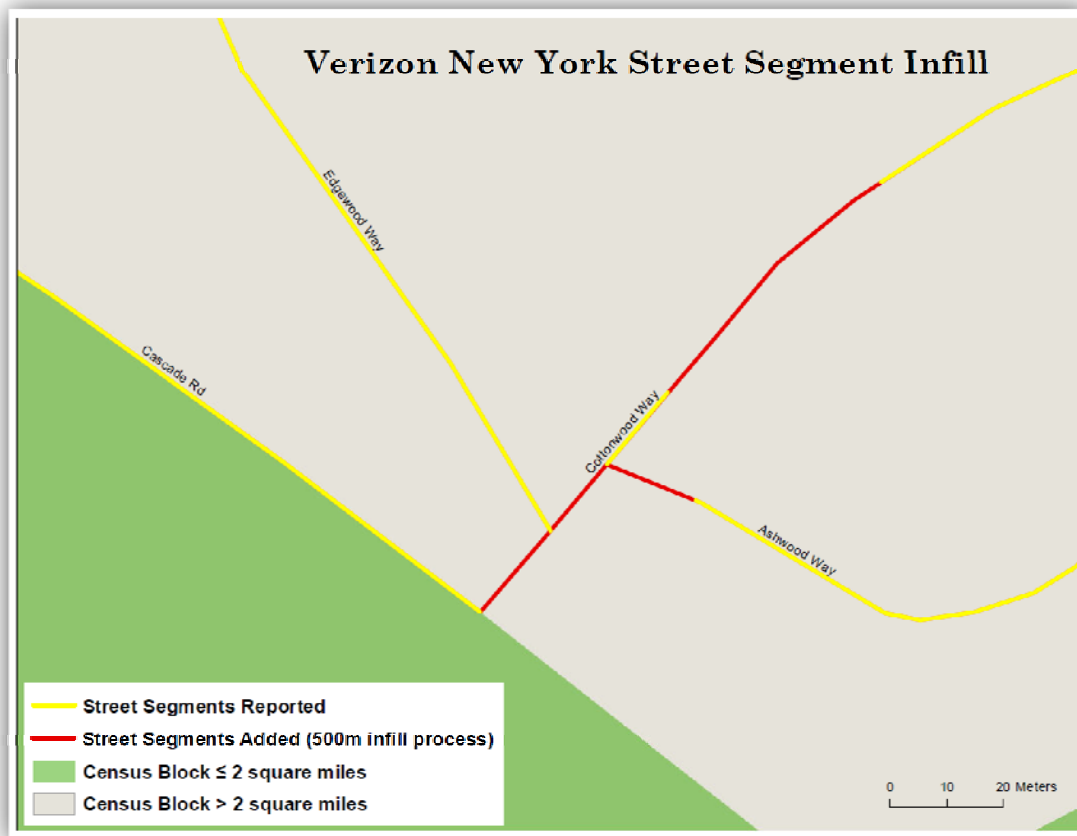 Verizon New York Street Segment Infill
Edgewood Way
Cascade Rd
Cottonwood Way
Ashwood Way
Street Segments Reported
Street Segments Added (500m infill process)
Census Block ≤ 2 square miles
Census Block > 2 square miles
0 10 20 Meters